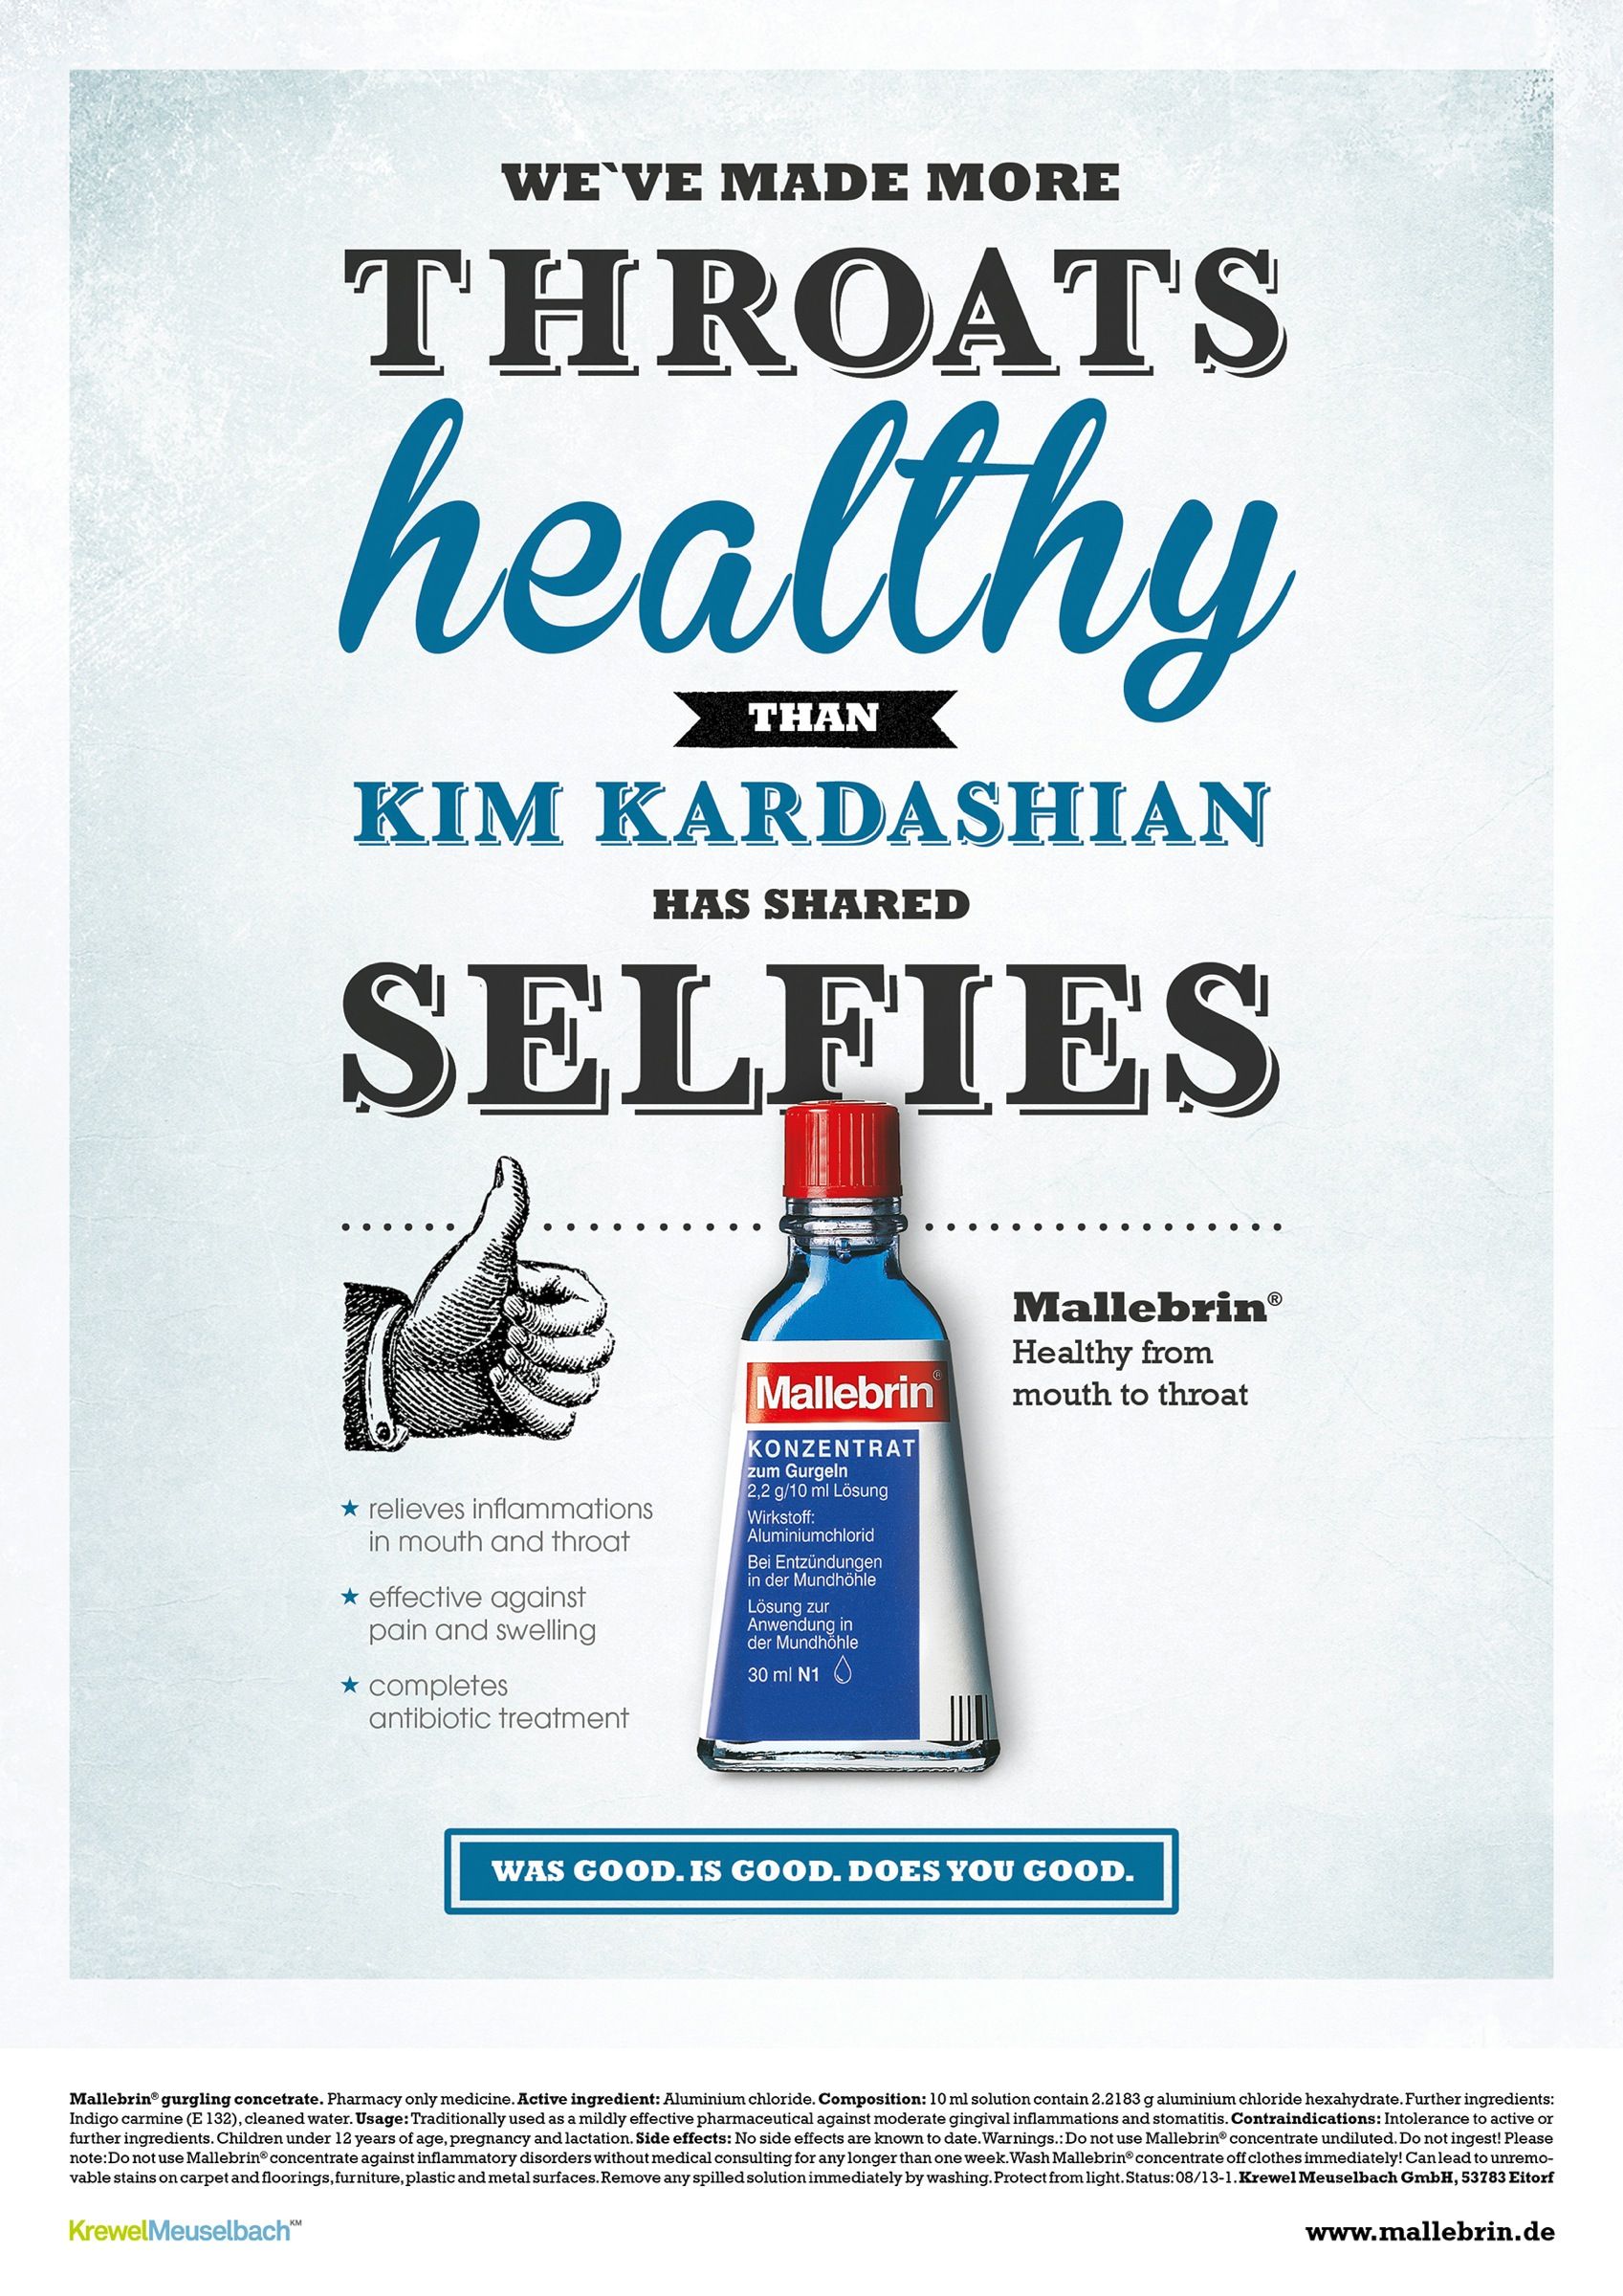 WE`VE MADE MORE
THROATS
healthy
THAN
KIM KARDASHIAN
HAS SHARED
SELFIES
Mallebrin®
Healthy from
mouth to throat
Mallebrin®
KONZENTRAT
zum Gurgeln
2,2 g/10 ml Lösung
Wirkstoff:
Aluminiumchlorid
Bei Entzündungen
in der Mundhöhle
Lösung zur
Anwendung in
der Mundhöhle
30 ml N1
★ relieves inflammations
in mouth and throat
★ effective against
pain and swelling
★ completes
antibiotic treatment
WAS GOOD. IS GOOD. DOES YOU GOOD.
Mallebrin® gurgling concetrate. Pharmacy only medicine. Active ingredient: Aluminium chloride. Composition: 10 ml solution contain 2.2183 g aluminium chloride hexahydrate. Further ingredients:
Indigo carmine (E 132), cleaned water. Usage: Traditionally used as a mildly effective pharmaceutical against moderate gingival inflammations and stomatitis. Contraindications: Intolerance to active or
further ingredients. Children under 12 years of age, pregnancy and lactation. Side effects: No side effects are known to date. Warnings.: Do not use Mallebrin® concentrate undiluted. Do not ingest! Please
note: Do not use Mallebrin® concentrate against inflammatory disorders without medical consulting for any longer than one week. Wash Mallebrin® concentrate off clothes immediately! Can lead to unremo-
vable stains on carpet and floorings, furniture, plastic and metal surfaces. Remove any spilled solution immediately by washing. Protect from light. Status: 08/13-1. Krewel Meuselbach GmbH, 53783 Eitorf
KrewelMeuselbach KM
www.mallebrin.de